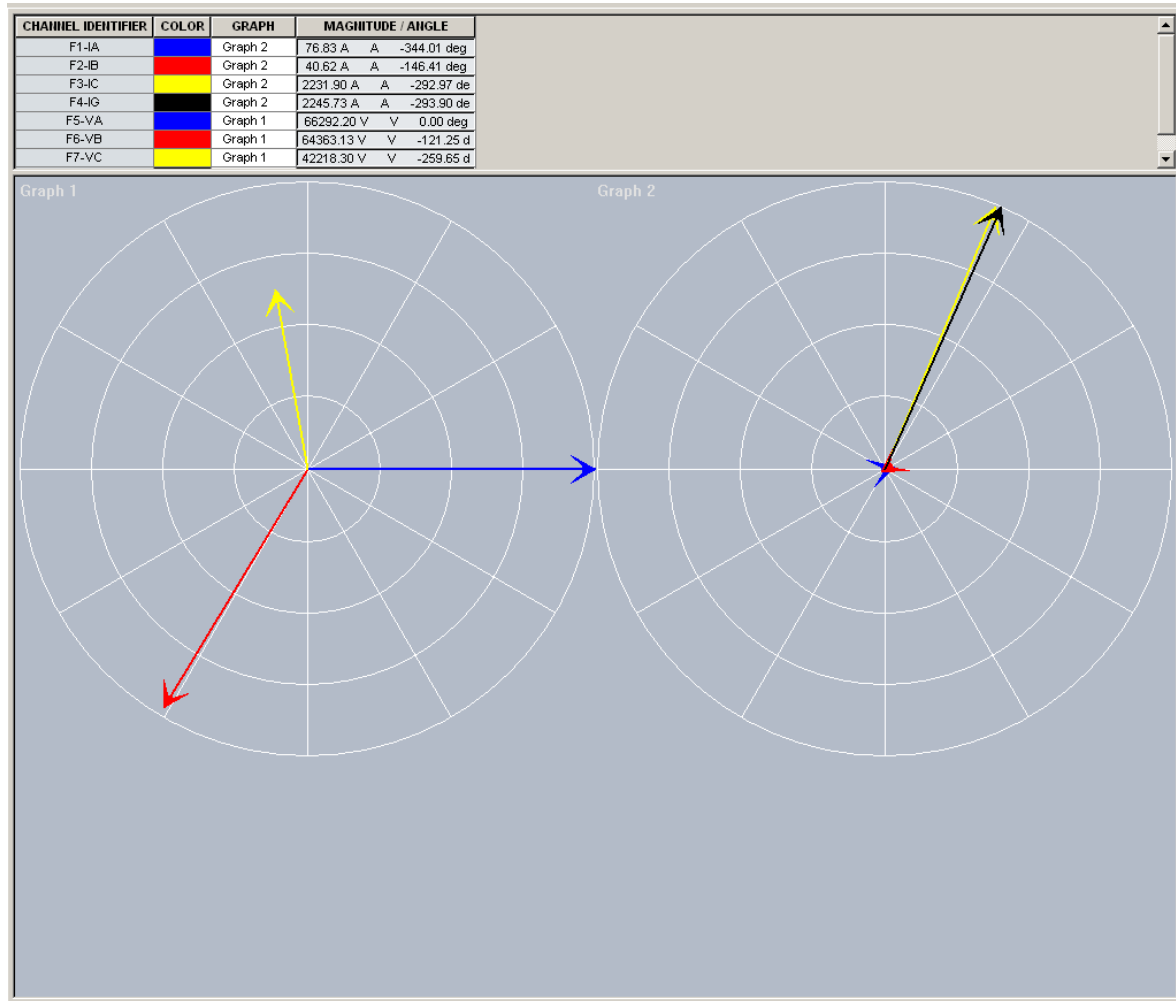 CHANNEL IDENTIFIER COLOR GRAPH MAGNITUDE / ANGLE
F1-IA Graph 2 76.83 A A -344.01 deg
F2-IB Graph 2 40.62 A A -146.41 deg
F3-IC Graph 2 2231.90 A A -292.97 de
F4-IG Graph 2 2245.73 A A -293.90 de
F5-VA Graph 1 66292.20 V V 0.00 deg
F6-VB Graph 1 64363.13 V V -121.25 d
F7-VC Graph 1 42218.30 V V -259.65 d
Graph 1 Graph 2